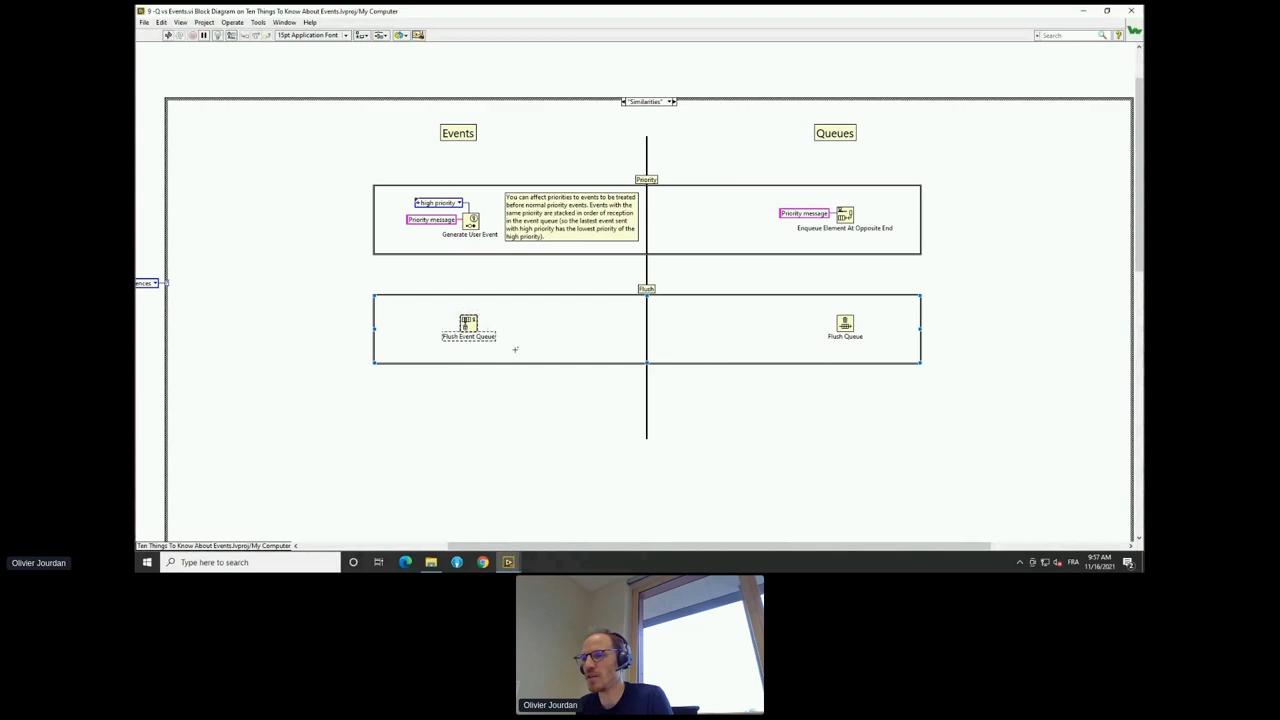 9 -Q vs Events.vi Block Diagram on Ten Things To Know About Events.lvproj/My Computer
File Edit View Project Operate Tools Window Help
15pt Application Font
Search
"Similarities"
Events
Queues
Priority
high priority
Priority message
Generate User Event
You can affect priorities to events to be treated
before normal priority events. Events with the
same priority are stacked in order of reception
in the event queue (so the lastest event sent
with high priority has the lowest priority of the
high priority).
Priority message
Enqueue Element At Opposite End
ences
Flush
Flush Event Queue
Flush Queue
Ten Things To Know About Events.lvproj/My Computer
Type here to search
FRA
9:57 AM
11/16/2021
Olivier Jourdan
Olivier Jourdan